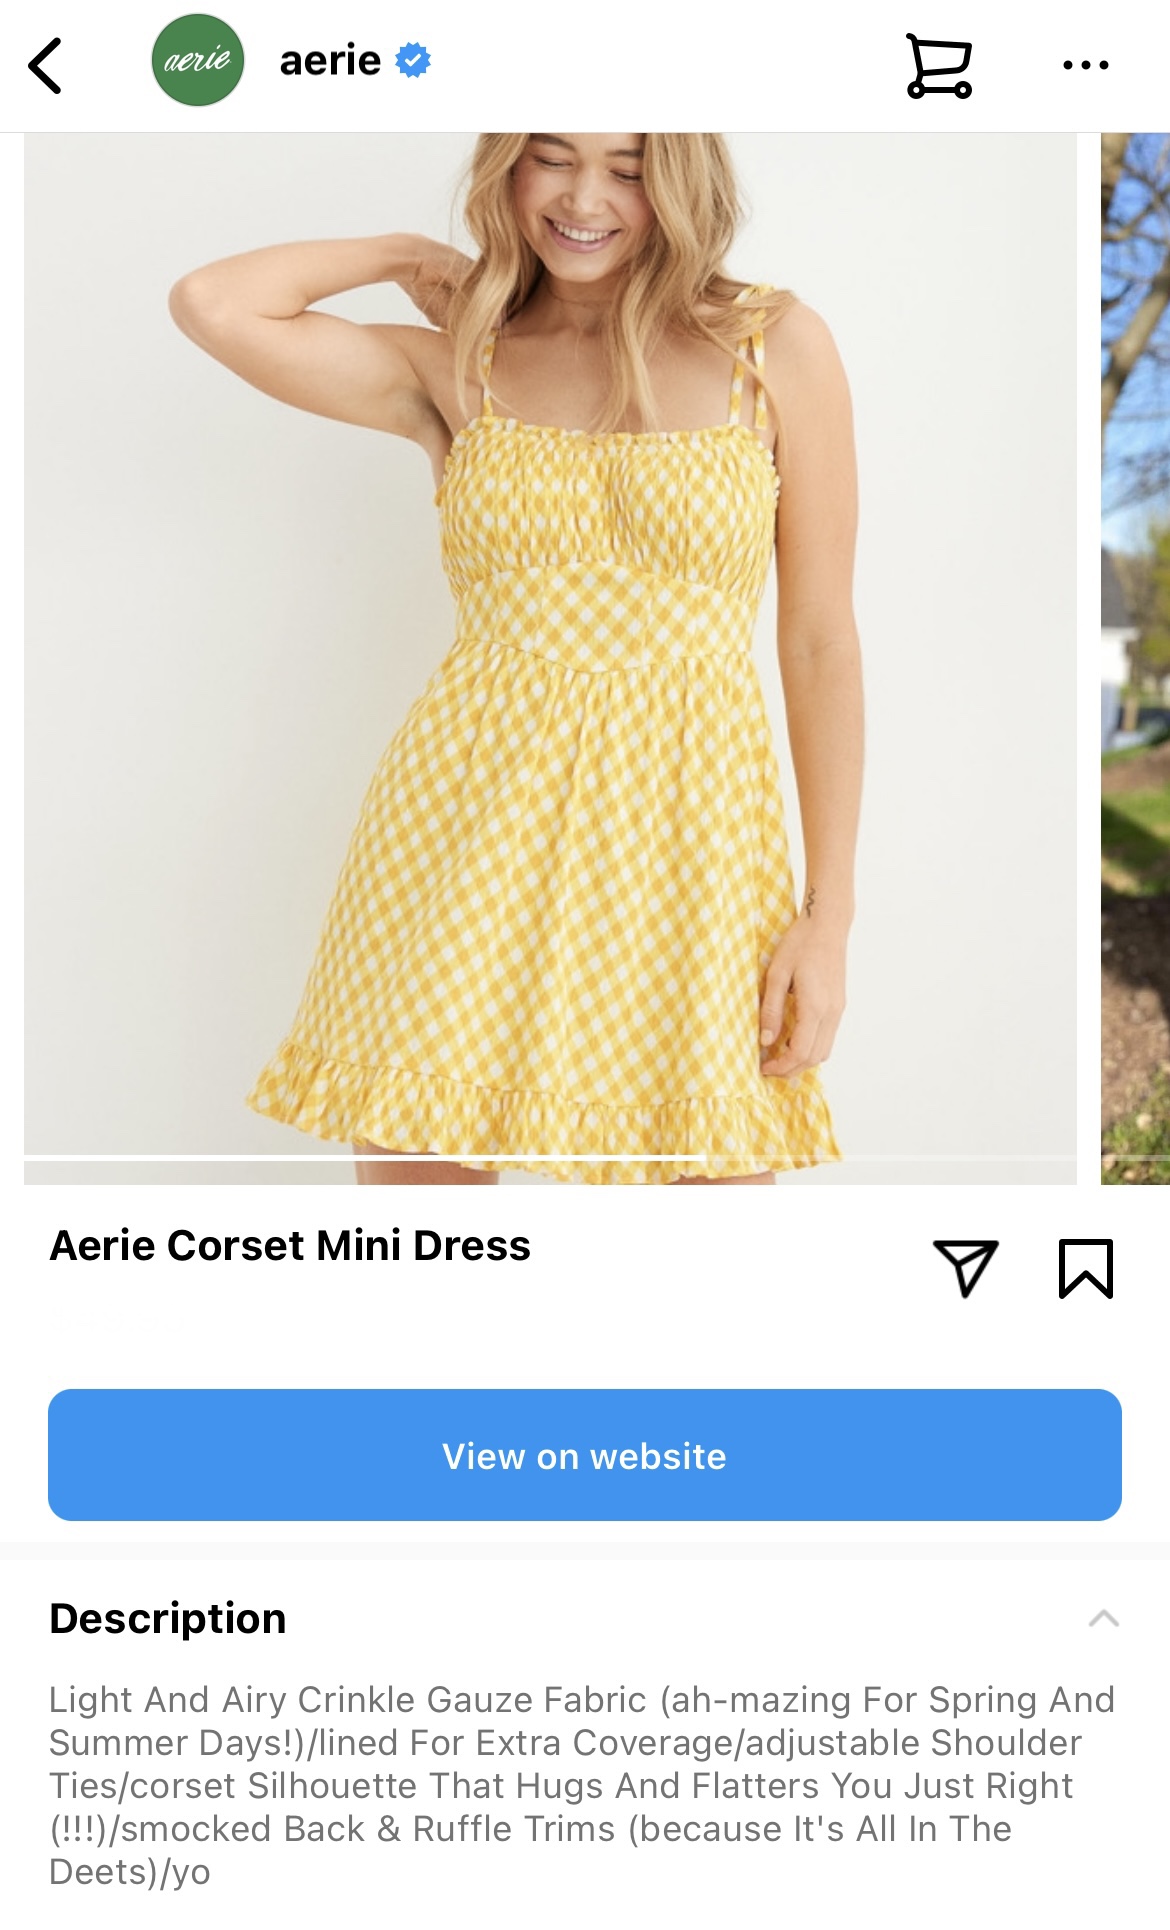 aerie
aerie
Aerie Corset Mini Dress
View on website
Description
Light And Airy Crinkle Gauze Fabric (ah-mazing For Spring And
Summer Days!)/lined For Extra Coverage/adjustable Shoulder
Ties/corset Silhouette That Hugs And Flatters You Just Right
(!!!)/smocked Back & Ruffle Trims (because It's All In The
Deets)/yo